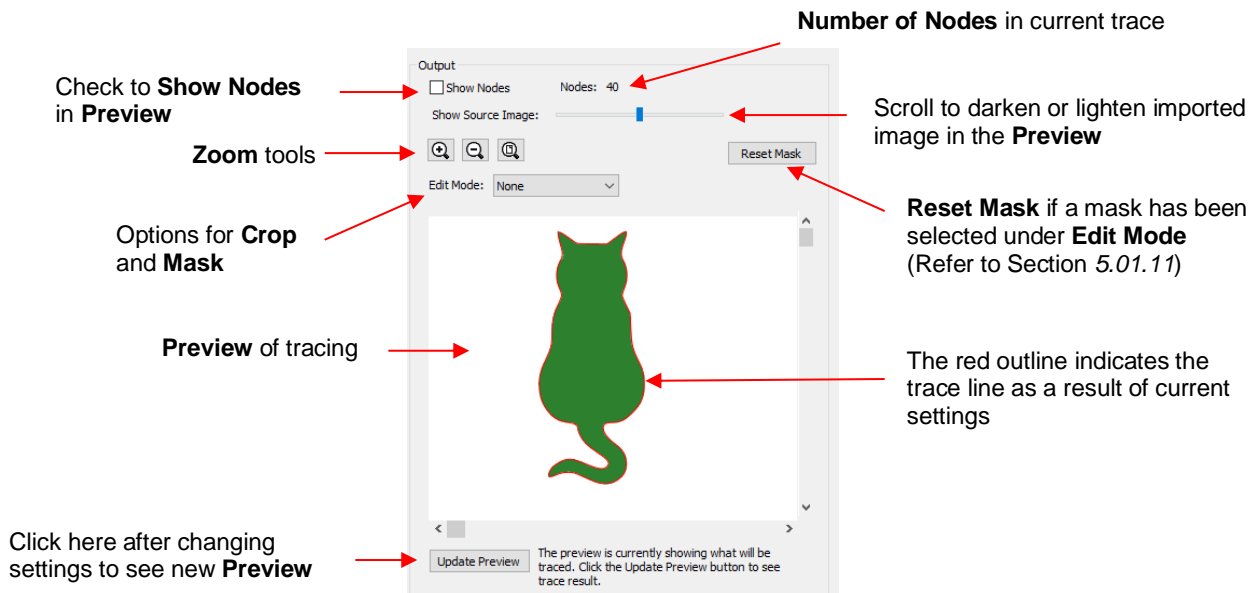 Number of Nodes in current trace
Output
Check to Show Nodes
in Preview
Show Nodes
Nodes: 40
Show Source Image:
Scroll to darken or lighten imported
image in the Preview
Zoom tools
Reset Mask
Edit Mode: None
Options for Crop
and Mask
Reset Mask if a mask has been
selected under Edit Mode
(Refer to Section 5.01.11)
Preview of tracing
The red outline indicates the
trace line as a result of current
settings
Click here after changing
settings to see new Preview
Update Preview
The preview is currently showing what will be
traced. Click the Update Preview button to see
trace result.